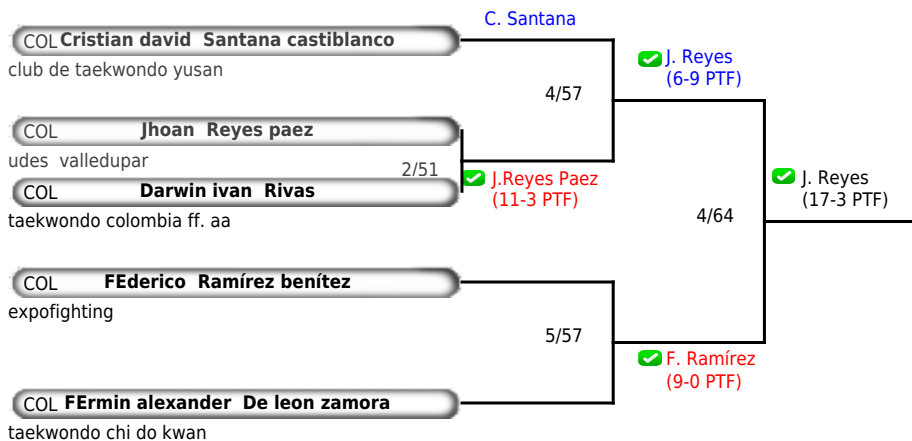 C. Santana
COL Cristian david Santana castiblanco
club de taekwondo yusan
J. Reyes
(6-9 PTF)
4/57
COL Jhoan Reyes paez
udes valledupar
2/51
J.Reyes Paez
(11-3 PTF)
COL Darwin ivan Rivas
taekwondo colombia ff. aa
J. Reyes
(17-3 PTF)
4/64
COL FEderico Ramírez benítez
expofighting
5/57
F. Ramírez
(9-0 PTF)
COL FErmin alexander De leon zamora
taekwondo chi do kwan